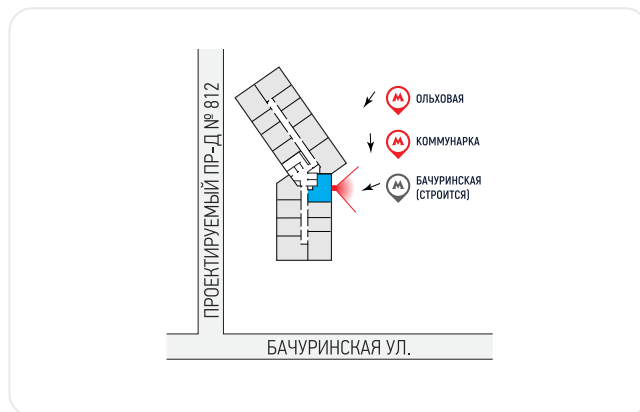 ПРОЕКТИРУЕМЫЙ ПР-Д № 812
М ОЛЬХОВАЯ
М КОММУНАРКА
М БАЧУРИНСКАЯ
(СТРОИТСЯ)
БАЧУРИНСКАЯ УЛ.